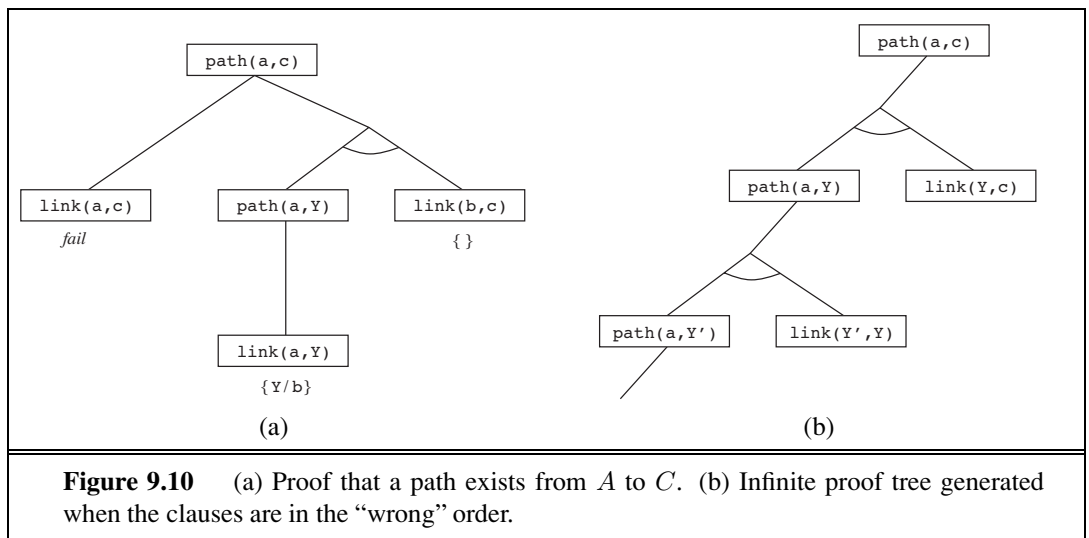 path(a,c)
link(a,c)
fail
path(a,Y)
link(b,c)
{ }
link(a,Y)
{Y/b}
(a)
path(a,c)
path(a,Y)
link(Y,c)
path(a,Y')
link(Y',Y)
(b)
Figure 9.10 (a) Proof that a path exists from A to C. (b) Infinite proof tree generated
when the clauses are in the “wrong” order.